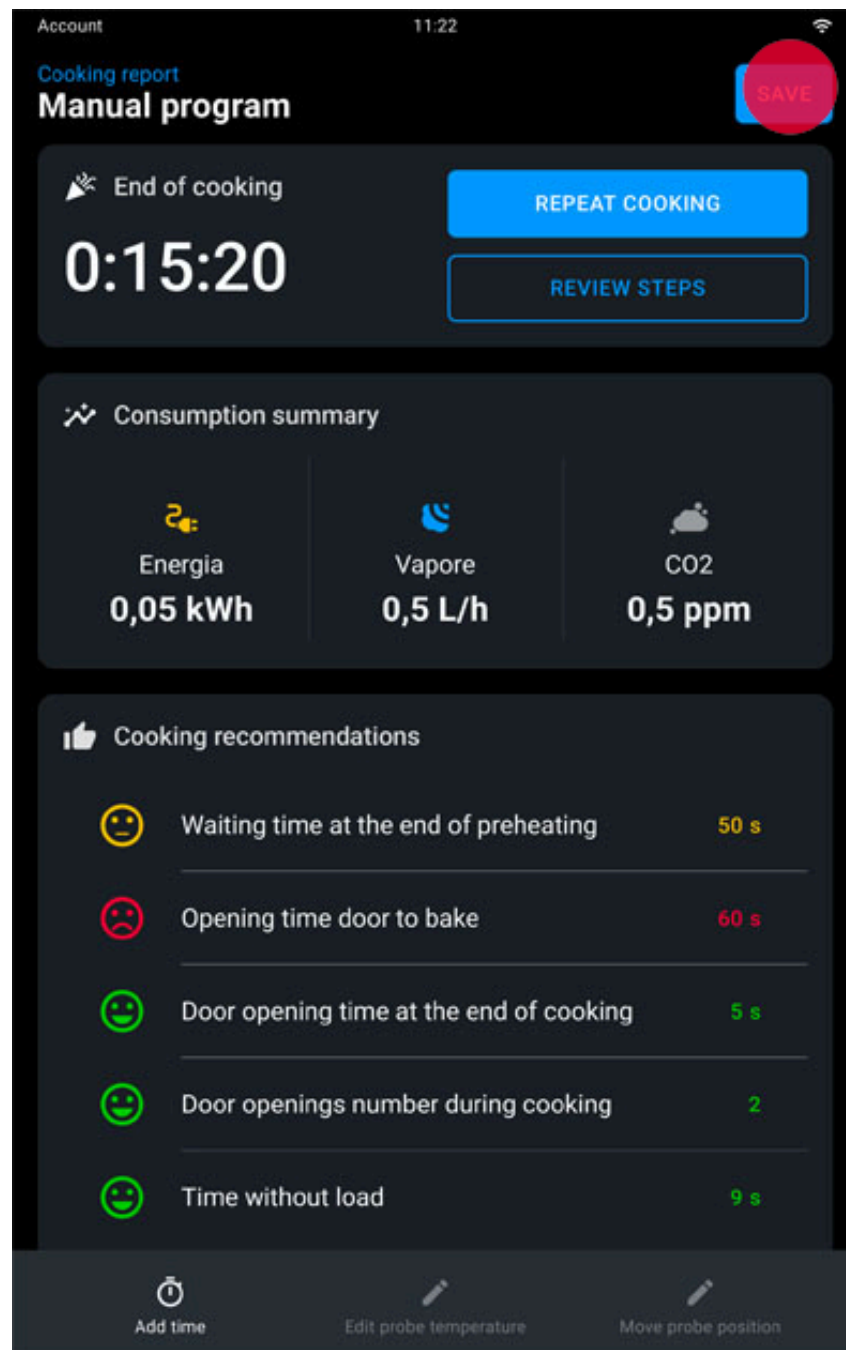 Account 11:22
Cooking report
Manual program
SAVE
End of cooking
0:15:20
REPEAT COOKING
REVIEW STEPS
Consumption summary
Energia Vapore CO2
0,05 kWh 0,5 L/h 0,5 ppm
Cooking recommendations
Waiting time at the end of preheating 50 s
Opening time door to bake 60 s
Door opening time at the end of cooking 5 s
Door openings number during cooking 2
Time without load 9 s
Add time Edit probe temperature Move probe position